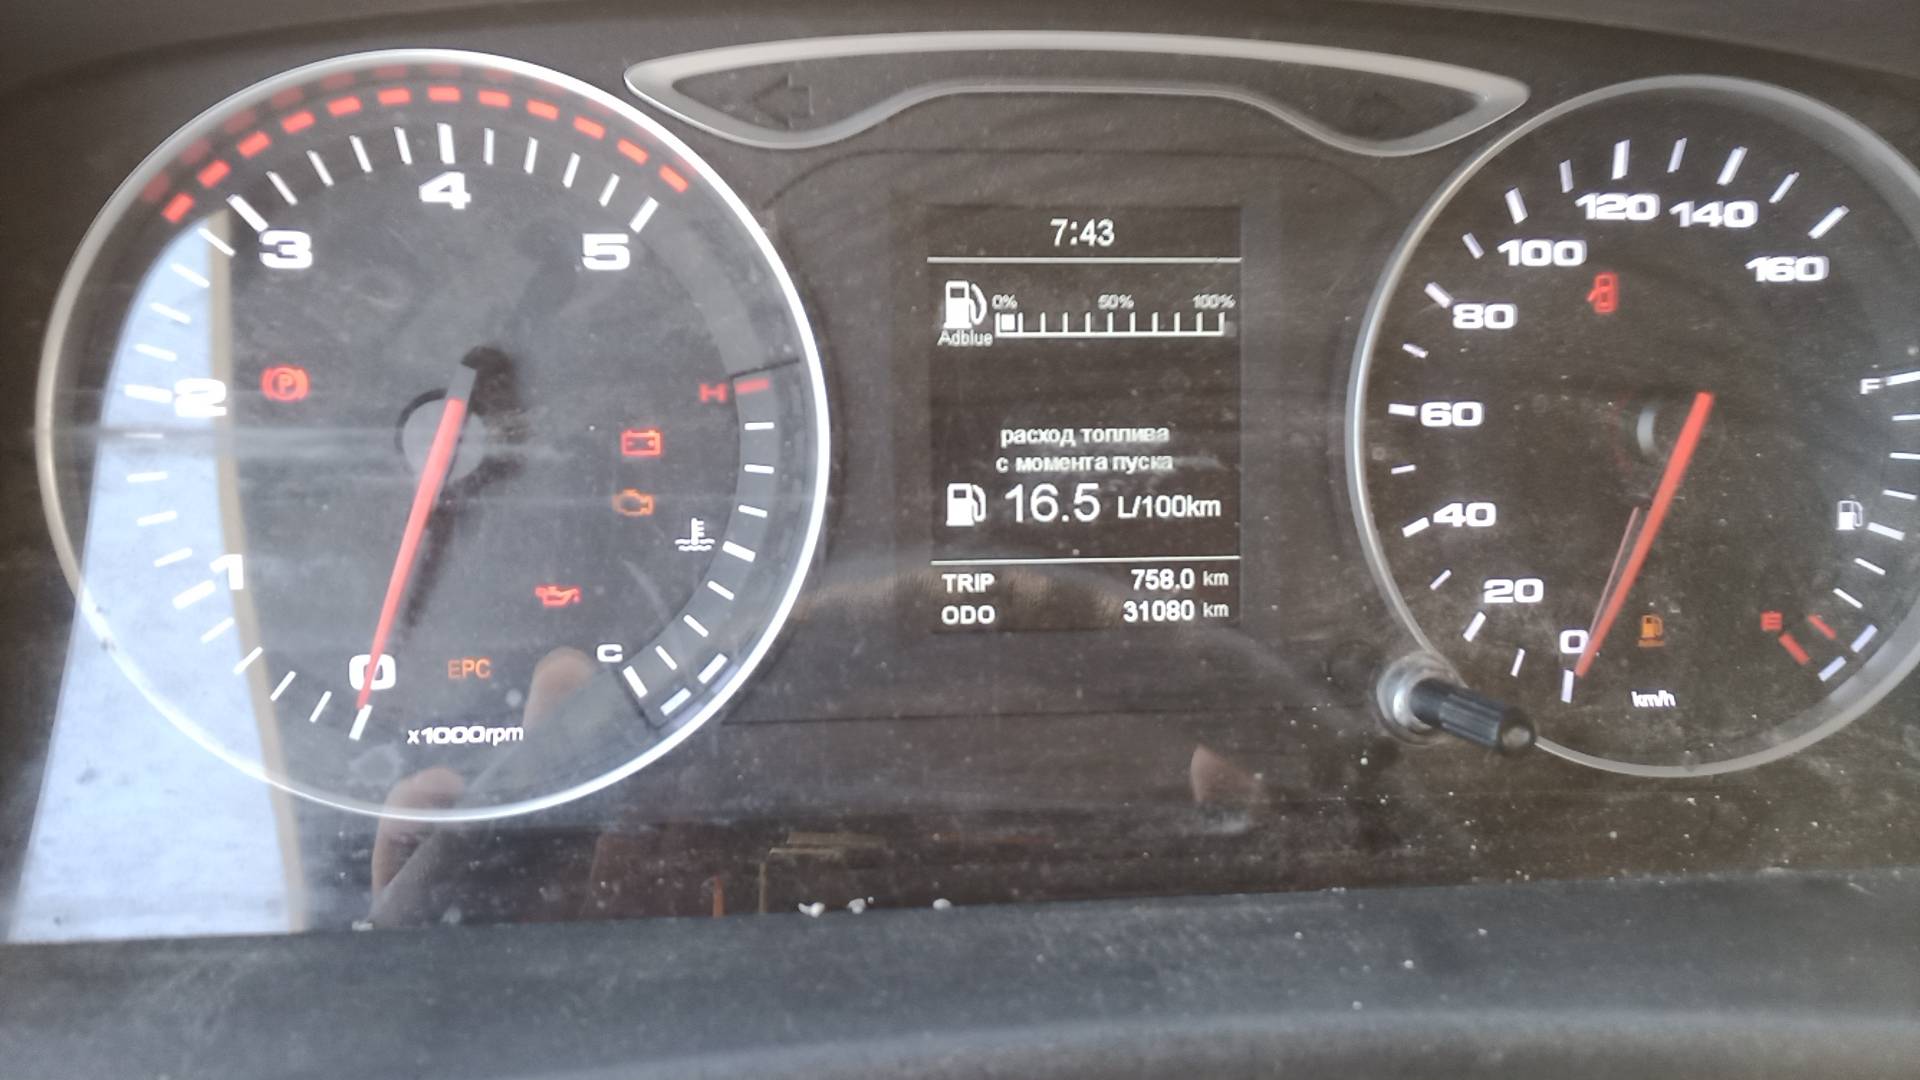 4
3
5
2
1
0
x1000rpm
P
EPC
H
C
7:43
0% 50% 100%
Adblue
расход топлива
с момента пуска
16.5 L/100km
TRIP 758.0 km
ODO 31080 km
120 140
100
160
80
60
40
20
0
km/h
F
E